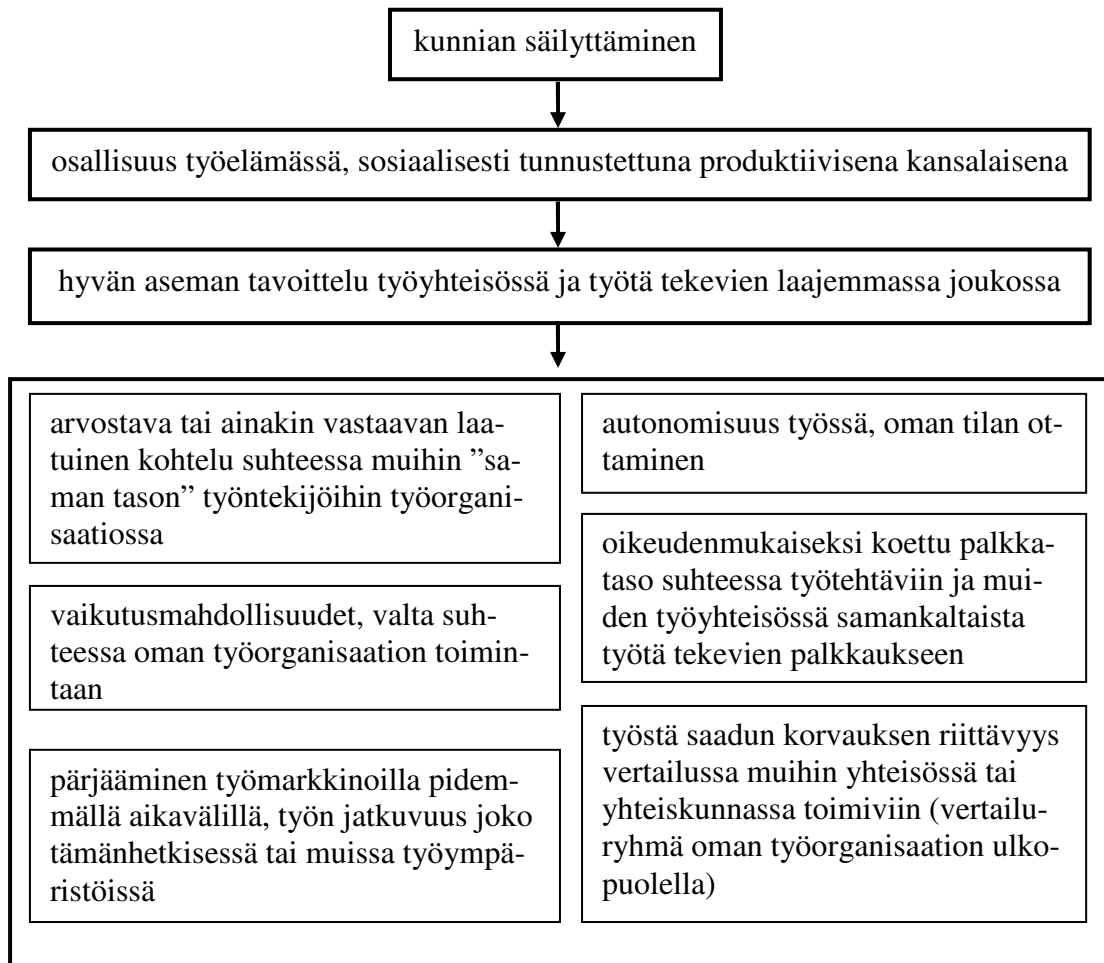 kunnian säilyttäminen
osallisuus työelämässä, sosiaalisesti tunnustettuna produktiivisena kansalaisena
hyvän aseman tavoittelu työyhteisössä ja työtä tekevien laajemmassa joukossa
arvostava tai ainakin vastaavan laa-
tuinen kohtelu suhteessa muihin ”sa-
man tason” työntekijöihin työorgani-
saatiossa
vaikutusmahdollisuudet, valta suh-
teessa oman työorganisaation toimin-
taan
pärjääminen työmarkkinoilla pidem-
mällä aikavälillä, työn jatkuvuus joko
tämänhetkisessä tai muissa työympä-
ristöissä
autonomisuus työssä, oman tilan ot-
taminen
oikeudenmukaiseksi koettu palkka-
taso suhteessa työtehtäviin ja mui-
den työyhteisössä samankaltaista
työtä tekevien palkkaukseen
työstä saadun korvauksen riittävyys
vertailussa muihin yhteisössä tai
yhteiskunnassa toimiviin (vertailu-
ryhmä oman työorganisaation ulko-
puolella)